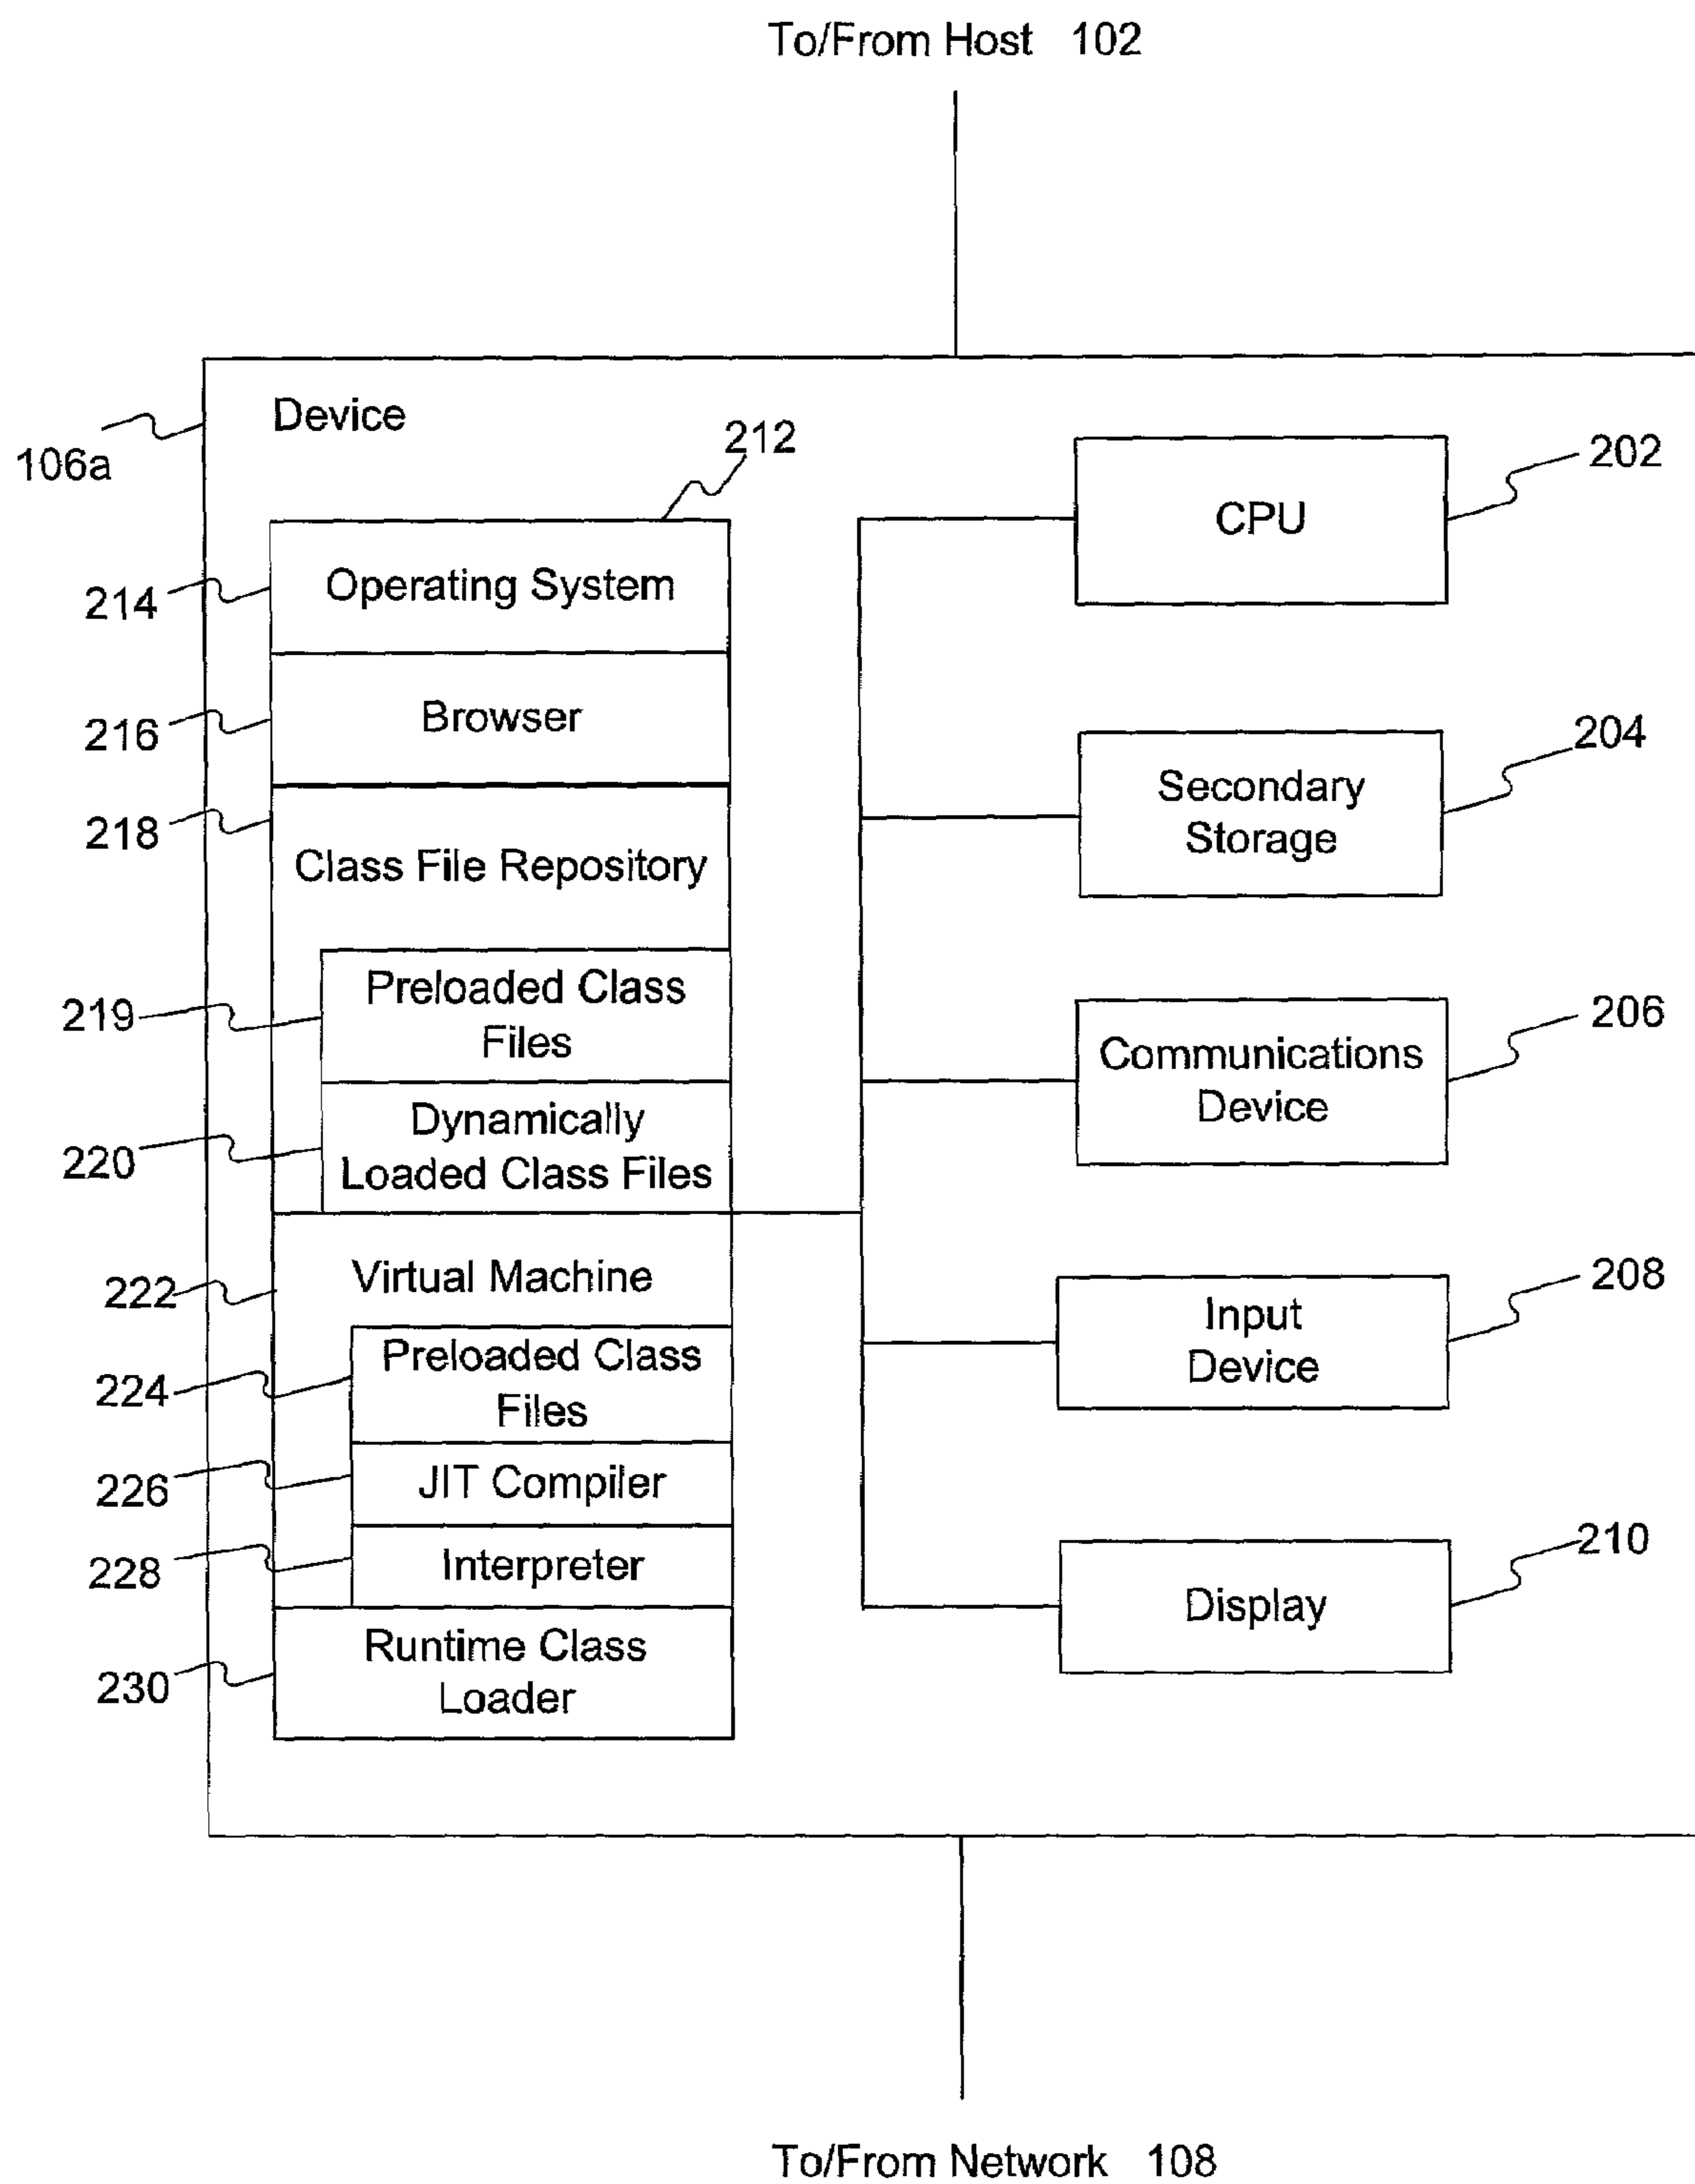 To/From Host 102
Device
106a
212
202
CPU
214
Operating System
216
Browser
204
Secondary
Storage
218
Class File Repository
219
Preloaded Class
Files
206
Communications
Device
220
Dynamically
Loaded Class Files
222
Virtual Machine
208
Input
Device
224
Preloaded Class
Files
226
JIT Compiler
228
Interpreter
210
Display
230
Runtime Class
Loader
To/From Network 108